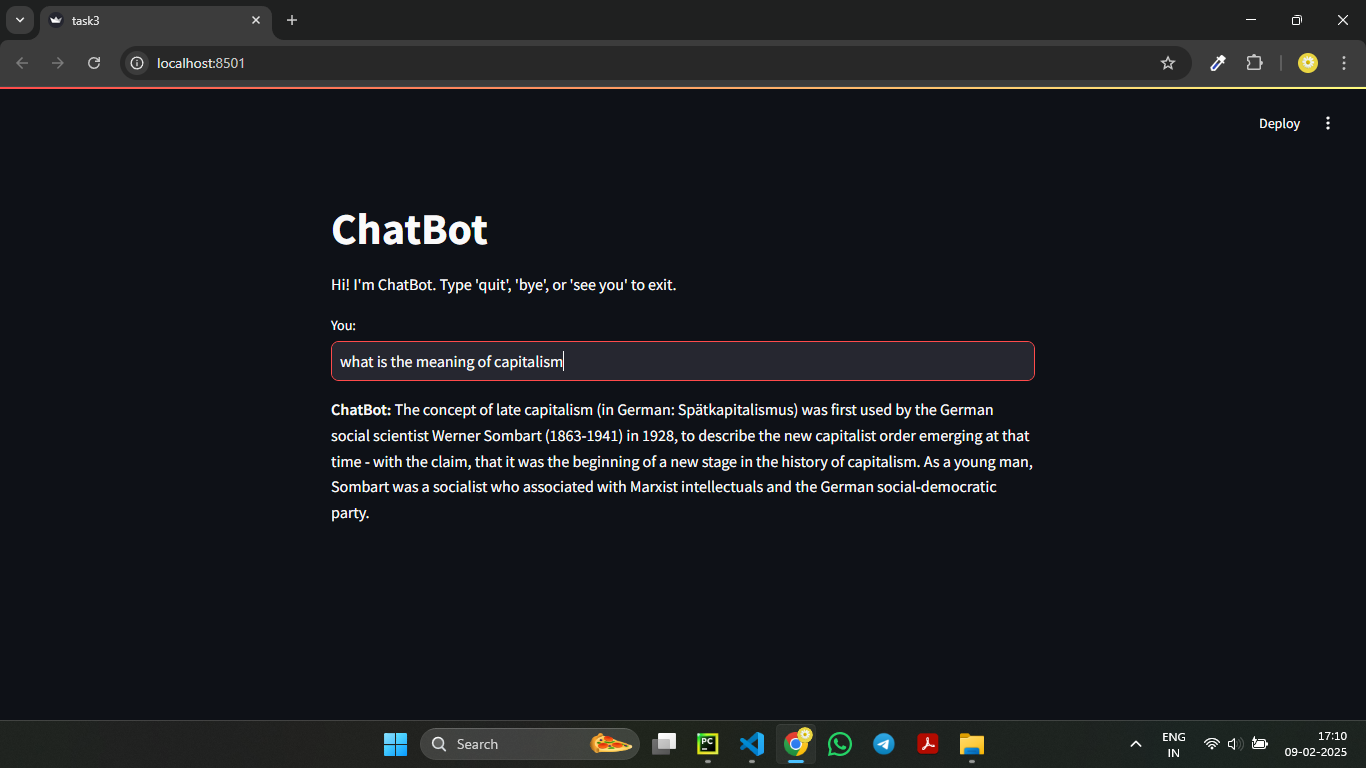 task3
localhost:8501
Deploy
ChatBot
Hi! I'm ChatBot. Type 'quit', 'bye', or 'see you' to exit.
You:
what is the meaning of capitalism
ChatBot: The concept of late capitalism (in German: Spätkapitalismus) was first used by the German
social scientist Werner Sombart (1863-1941) in 1928, to describe the new capitalist order emerging at that
time - with the claim, that it was the beginning of a new stage in the history of capitalism. As a young man,
Sombart was a socialist who associated with Marxist intellectuals and the German social-democratic
party.
Search
PC
ENG
IN
17:10
09-02-2025